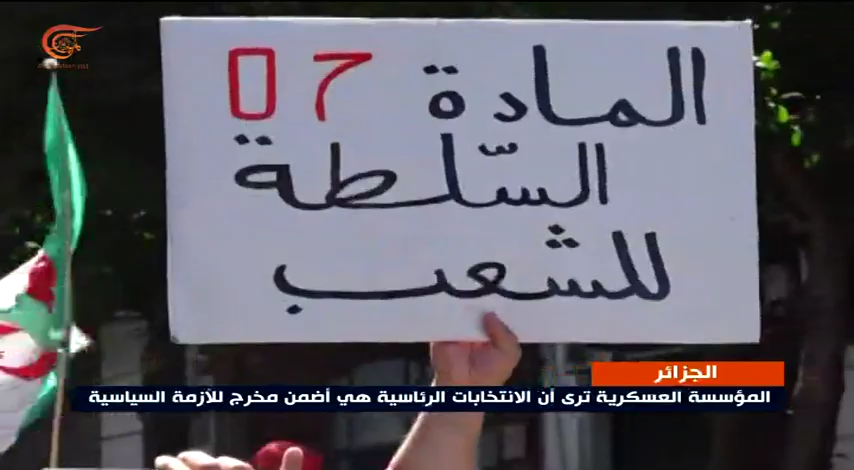 المادة 07
السّلطة
للشعب
الجزائر
المؤسسة العسكرية ترى أن الانتخابات الرئاسية هي أضمن مخرج للأزمة السياسية